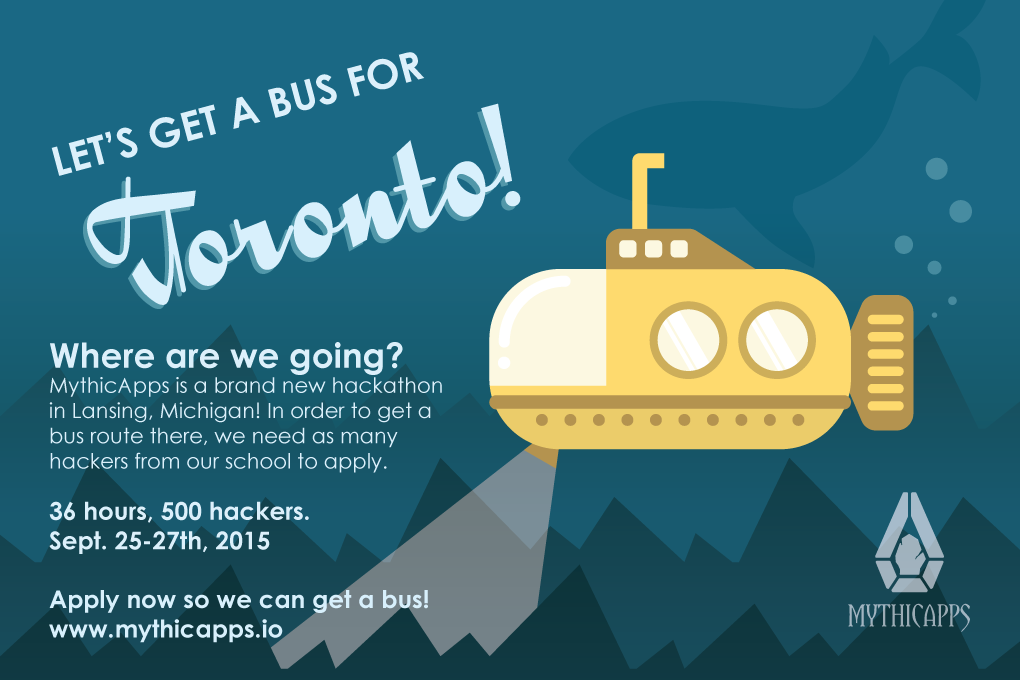 LET'S GET A BUS FOR
Toronto!
Where are we going?
MythicApps is a brand new hackathon
in Lansing, Michigan! In order to get a
bus route there, we need as many
hackers from our school to apply.
36 hours, 500 hackers.
Sept. 25-27th, 2015
Apply now so we can get a bus!
www.mythicapps.io
MYTHICAPPS